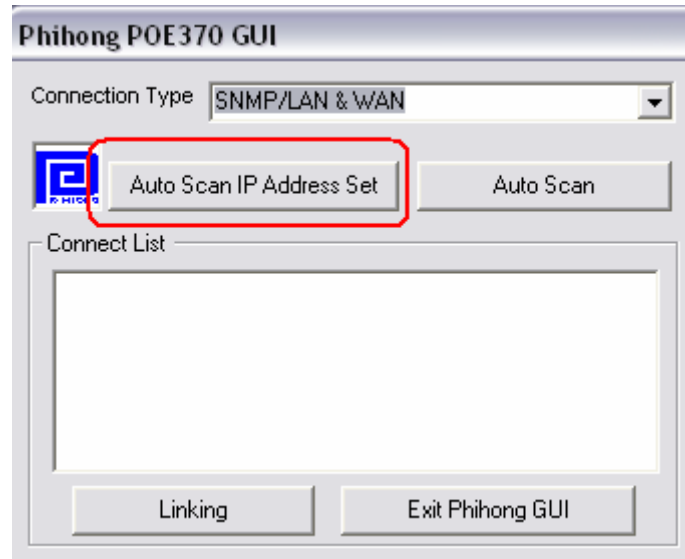 Phihong POE370 GUI
Connection Type SNMP/LAN & WAN
Auto Scan IP Address Set Auto Scan
Connect List
Linking Exit Phihong GUI